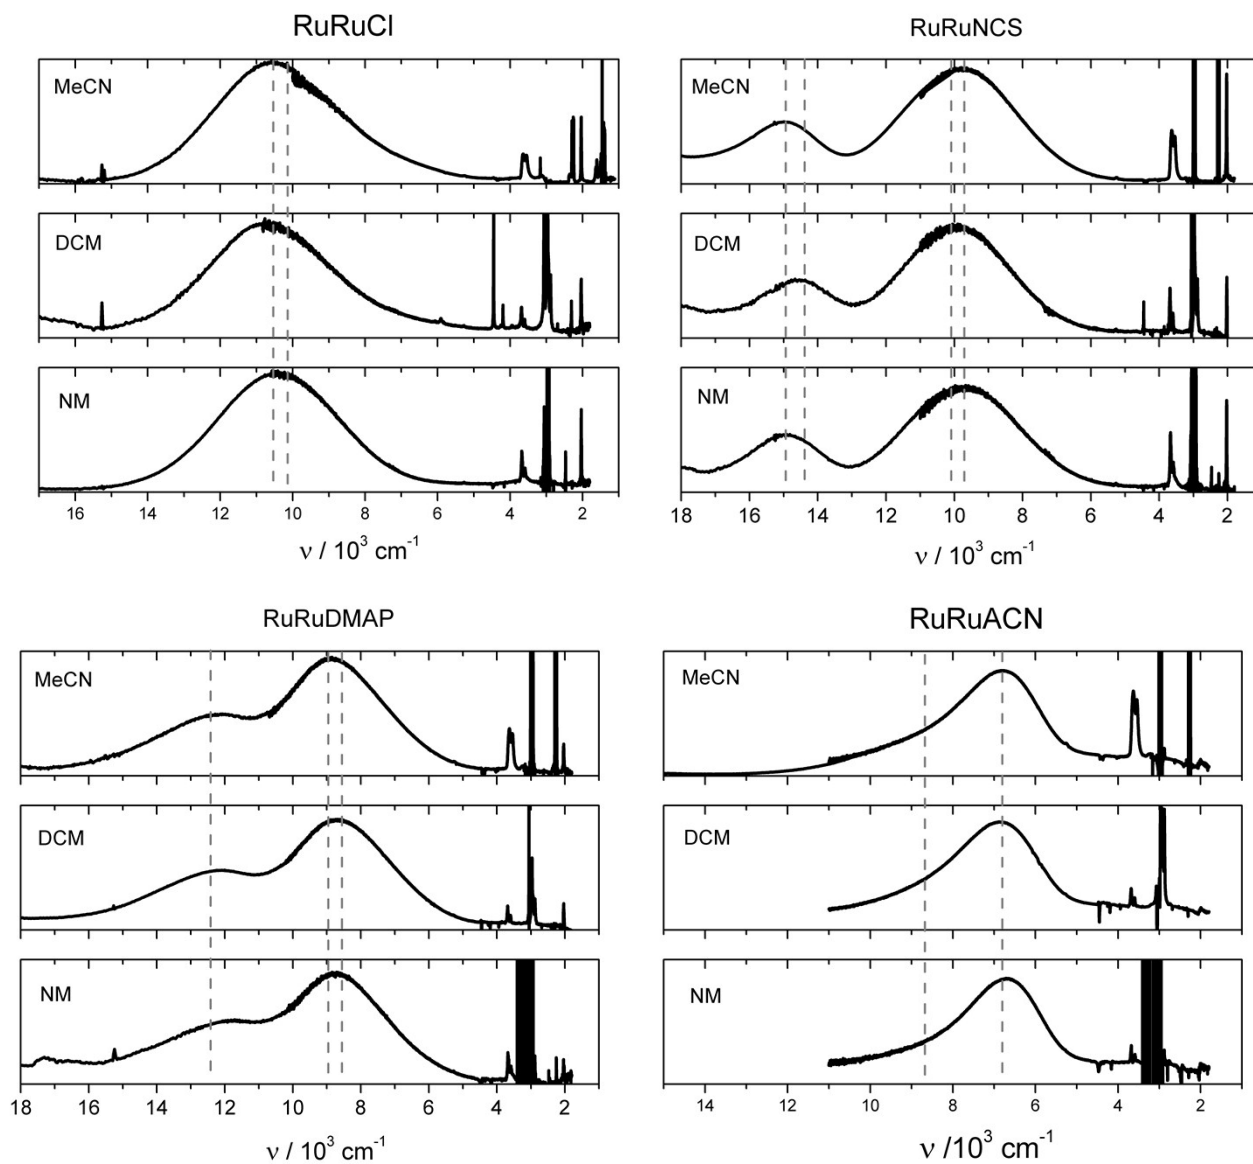 RuRuCl
MeCN
DCM
NM
16 14 12 10 8 6 4 2
ν / 10³ cm⁻¹
RuRuNCS
MeCN
DCM
NM
18 16 14 12 10 8 6 4 2
ν / 10³ cm⁻¹
RuRuDMAP
MeCN
DCM
NM
18 16 14 12 10 8 6 4 2
ν / 10³ cm⁻¹
RuRuACN
MeCN
DCM
NM
14 12 10 8 6 4 2
ν /10³ cm⁻¹